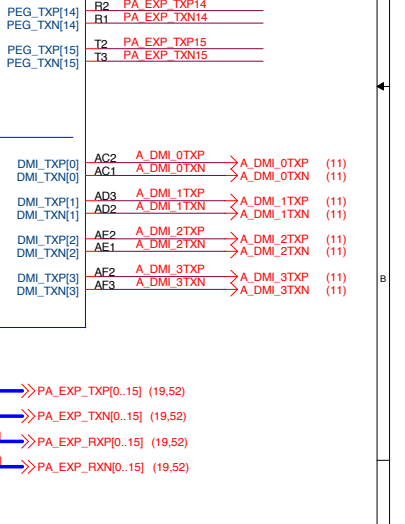 PEG_TXP[14] R2 PA_EXP_TXP14
PEG_TXN[14] R1 PA_EXP_TXN14
PEG_TXP[15] T2 PA_EXP_TXP15
PEG_TXN[15] T3 PA_EXP_TXN15
DMI_TXP[0] AC2 A_DMI_0TXP A_DMI_0TXP (11)
DMI_TXN[0] AC1 A_DMI_0TXN A_DMI_0TXN (11)
DMI_TXP[1] AD3 A_DMI_1TXP A_DMI_1TXP (11)
DMI_TXN[1] AD2 A_DMI_1TXN A_DMI_1TXN (11)
DMI_TXP[2] AE2 A_DMI_2TXP A_DMI_2TXP (11)
DMI_TXN[2] AE1 A_DMI_2TXN A_DMI_2TXN (11)
DMI_TXP[3] AF2 A_DMI_3TXP A_DMI_3TXP (11)
DMI_TXN[3] AF3 A_DMI_3TXN A_DMI_3TXN (11)
B
PA_EXP_TXP[0..15] (19,52)
PA_EXP_TXN[0..15] (19,52)
PA_EXP_RXP[0..15] (19,52)
PA_EXP_RXN[0..15] (19,52)